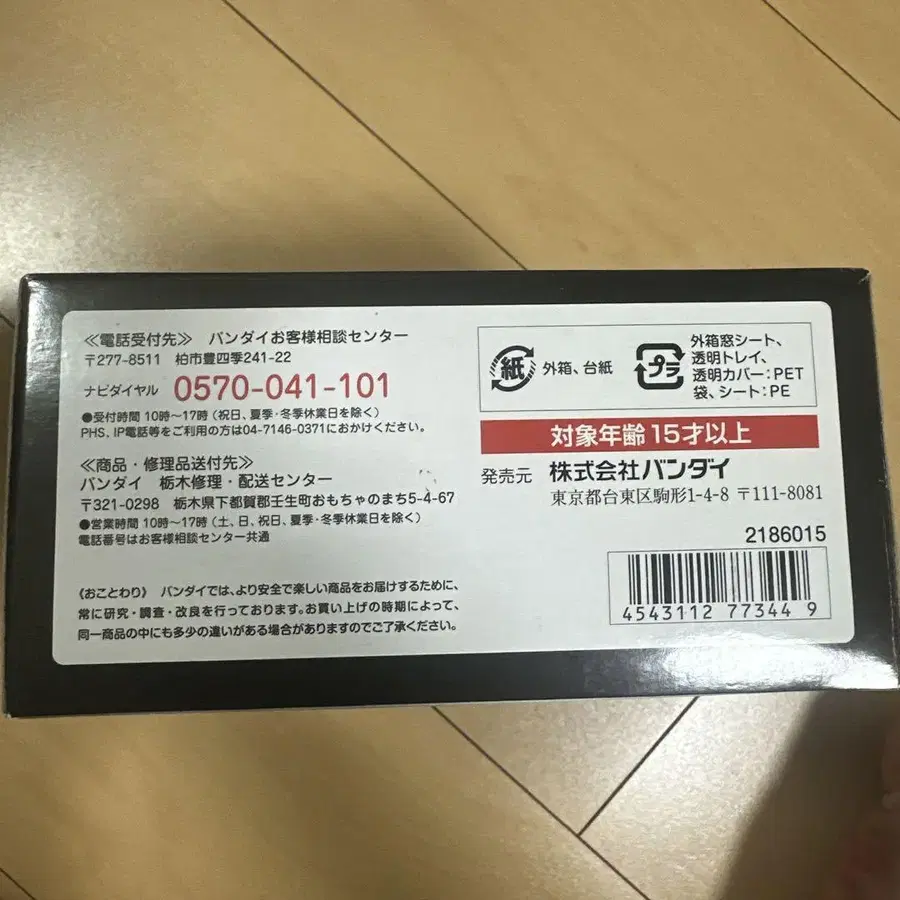 ≪電話受付先≫ バンダイお客様相談センター
〒277-8511 柏市豊四季241-22
ナビダイヤル 0570-041-101
●受付時間 10時~17時 (祝日、夏季・冬季休業日を除く)
PHS、IP電話等をご利用の方は04-7146-0371におかけください。
≪商品・修理品送付先≫
バンダイ 栃木修理・配送センター
〒321-0298 栃木県下都賀郡壬生町おもちゃのまち5-4-67
●営業時間 10時~17時 (土、日、祝日、夏季・冬季休業日を除く)
電話番号はお客様相談センター共通
《おことわり》 バンダイでは、より安全で楽しい商品をお届けするために、
常に研究・調査・改良を行っております。お買い上げの時期によって、
同一商品の中にも多少の違いがある場合がありますのでご了承ください。
紙 外箱、台紙
プラ 外箱窓シート、
透明トレイ、
透明カバー:PET
袋、シート:PE
対象年齢 15才以上
発売元 株式会社バンダイ
東京都台東区駒形1-4-8 〒111-8081
2186015
4543112 77344 9